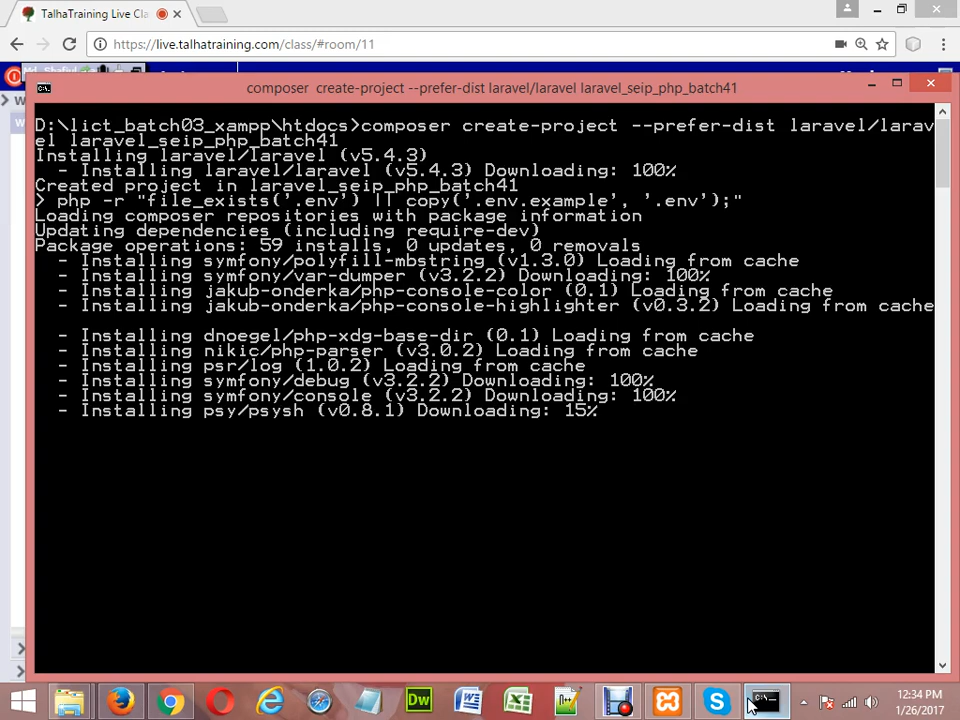 TalhaTraining Live Cla
https://live.talhatraining.com/class/#room/11
composer create-project --prefer-dist laravel/laravel laravel_seip_php_batch41
D:\lict_batch03_xampp\htdocs>composer create-project --prefer-dist laravel/larav
el laravel_seip_php_batch41
Installing laravel/laravel (v5.4.3)
- Installing laravel/laravel (v5.4.3) Downloading: 100%
Created project in laravel_seip_php_batch41
> php -r "file_exists('.env') || copy('.env.example', '.env');"
Loading composer repositories with package information
Updating dependencies (including require-dev)
Package operations: 59 installs, 0 updates, 0 removals
- Installing symfony/polyfill-mbstring (v1.3.0) Loading from cache
- Installing symfony/var-dumper (v3.2.2) Downloading: 100%
- Installing jakub-onderka/php-console-color (0.1) Loading from cache
- Installing jakub-onderka/php-console-highlighter (v0.3.2) Loading from cache
- Installing dnoegel/php-xdg-base-dir (0.1) Loading from cache
- Installing nikic/php-parser (v3.0.2) Loading from cache
- Installing psr/log (1.0.2) Loading from cache
- Installing symfony/debug (v3.2.2) Downloading: 100%
- Installing symfony/console (v3.2.2) Downloading: 100%
- Installing psy/psysh (v0.8.1) Downloading: 15%
Dw
12:34 PM
1/26/2017